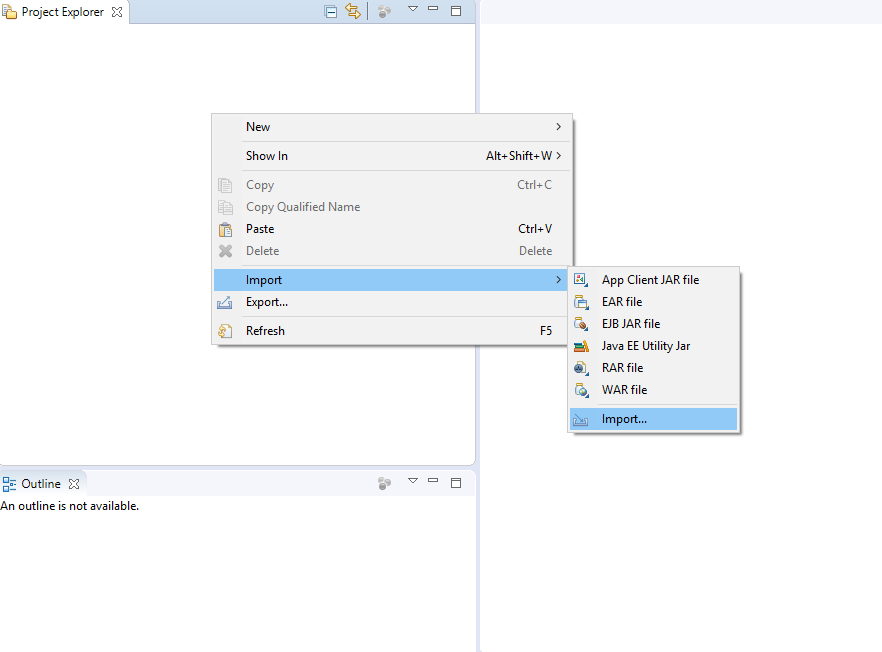 Project Explorer
New
Show In Alt+Shift+W
Copy Ctrl+C
Copy Qualified Name
Paste Ctrl+V
Delete Delete
Import
Export...
Refresh F5
App Client JAR file
EAR file
EJB JAR file
Java EE Utility Jar
RAR file
WAR file
Import...
Outline
An outline is not available.